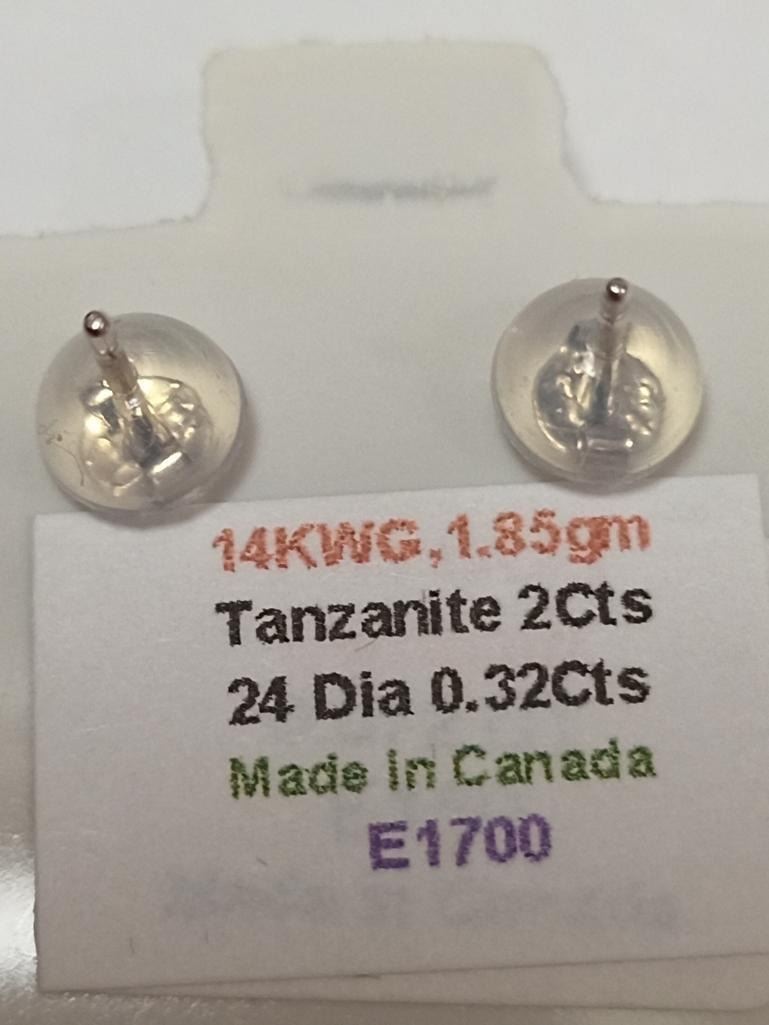 14KWG,1.85gm
Tanzanite 2Cts
24 Dia 0.32Cts
Made in Canada
E1700